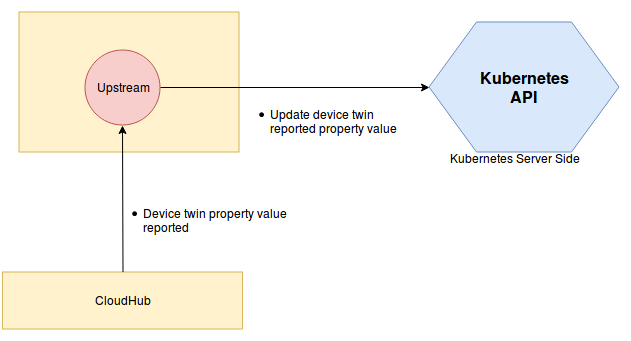 Upstream
Kubernetes
API
• Update device twin
reported property value
Kubernetes Server Side
• Device twin property value
reported
CloudHub